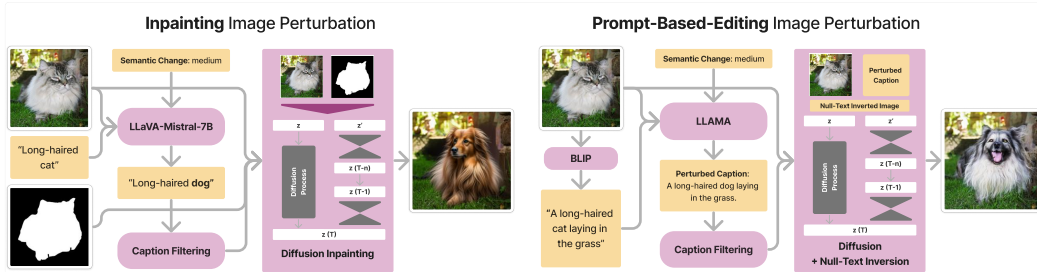 Inpainting Image Perturbation
Semantic Change: medium
LLaVA-Mistral-7B
“Long-haired
cat”
“Long-haired dog”
Caption Filtering
z
z'
Diffusion
Process
z (T-n)
z (T-1)
z (T)
Diffusion Inpainting
Prompt-Based-Editing Image Perturbation
Semantic Change: medium
LLAMA
BLIP
“A long-haired
cat laying in
the grass”
Perturbed Caption:
A long-haired dog laying
in the grass.
Caption Filtering
Perturbed
Caption
Null-Text Inverted Image
z
z'
Diffusion
Process
z (T-n)
z (T-1)
z (T)
Diffusion
+ Null-Text Inversion